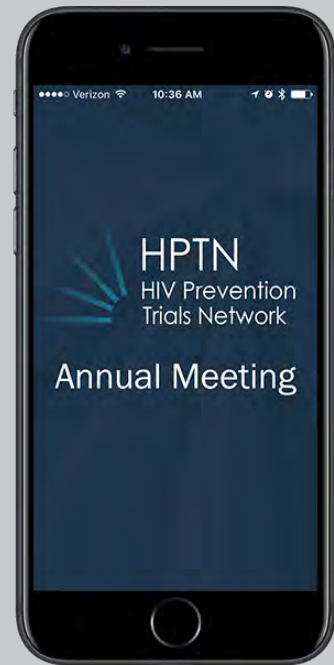 Verizon 10:36 AM
HPTN
HIV Prevention
Trials Network
Annual Meeting